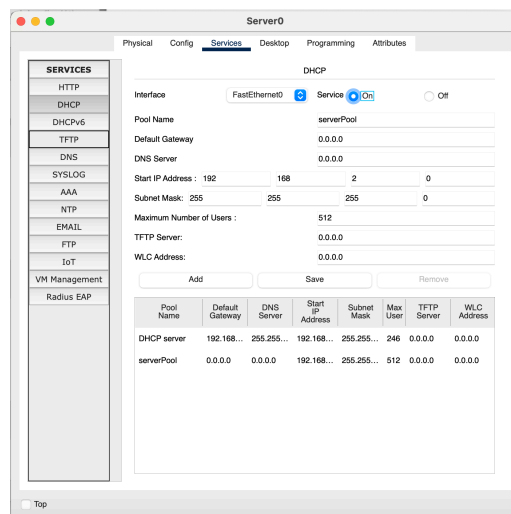 Server0
Physical Config Services Desktop Programming Attributes
SERVICES
HTTP
DHCP
DHCPv6
TFTP
DNS
SYSLOG
AAA
NTP
EMAIL
FTP
IoT
VM Management
Radius EAP
DHCP
Interface FastEthernet0 Service On Off
Pool Name serverPool
Default Gateway 0.0.0.0
DNS Server 0.0.0.0
Start IP Address : 192 168 2 0
Subnet Mask: 255 255 255 0
Maximum Number of Users : 512
TFTP Server: 0.0.0.0
WLC Address: 0.0.0.0
Add Save Remove
Pool Name Default Gateway DNS Server Start IP Address Subnet Mask Max User TFTP Server WLC Address
DHCP server 192.168... 255.255... 192.168... 255.255... 246 0.0.0.0 0.0.0.0
serverPool 0.0.0.0 0.0.0.0 192.168... 255.255... 512 0.0.0.0 0.0.0.0
Top